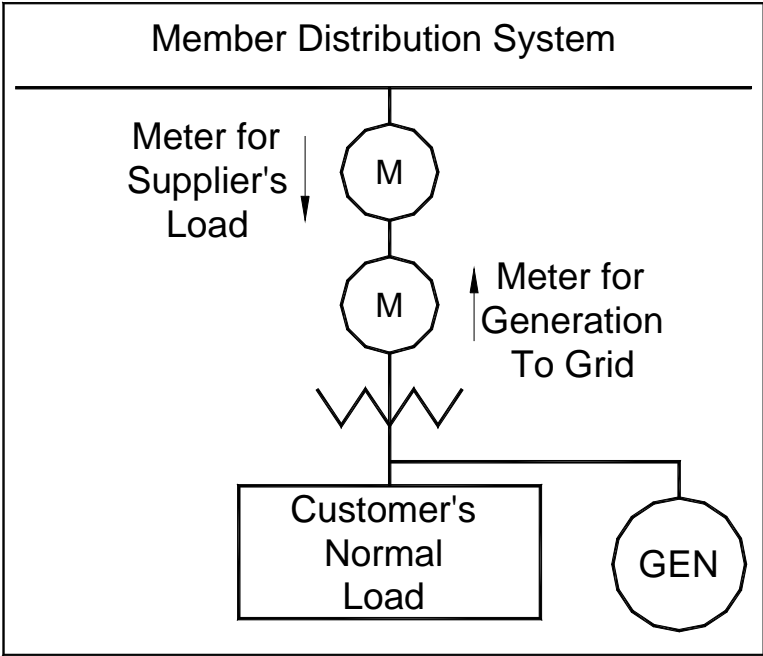 Member Distribution System
Meter for
Supplier's
Load
M
M
Meter for
Generation
To Grid
Customer's
Normal
Load
GEN